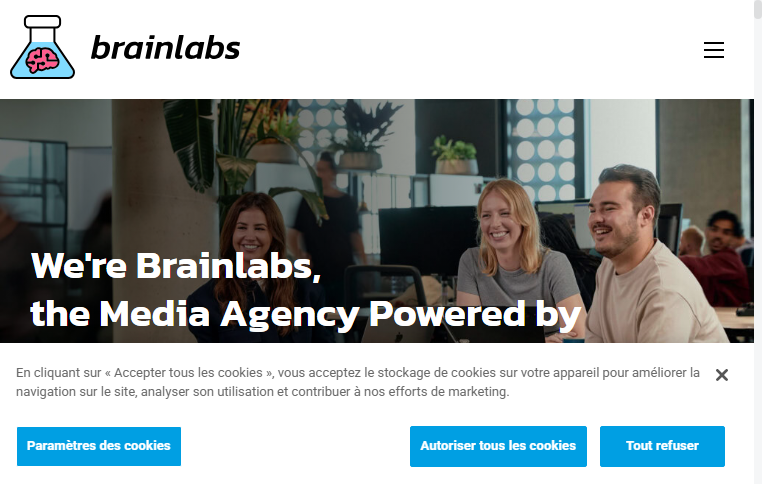 brainlabs
We're Brainlabs,
the Media Agency Powered by
En cliquant sur « Accepter tous les cookies », vous acceptez le stockage de cookies sur votre appareil pour améliorer la
navigation sur le site, analyser son utilisation et contribuer à nos efforts de marketing.
Paramètres des cookies
Autoriser tous les cookies
Tout refuser